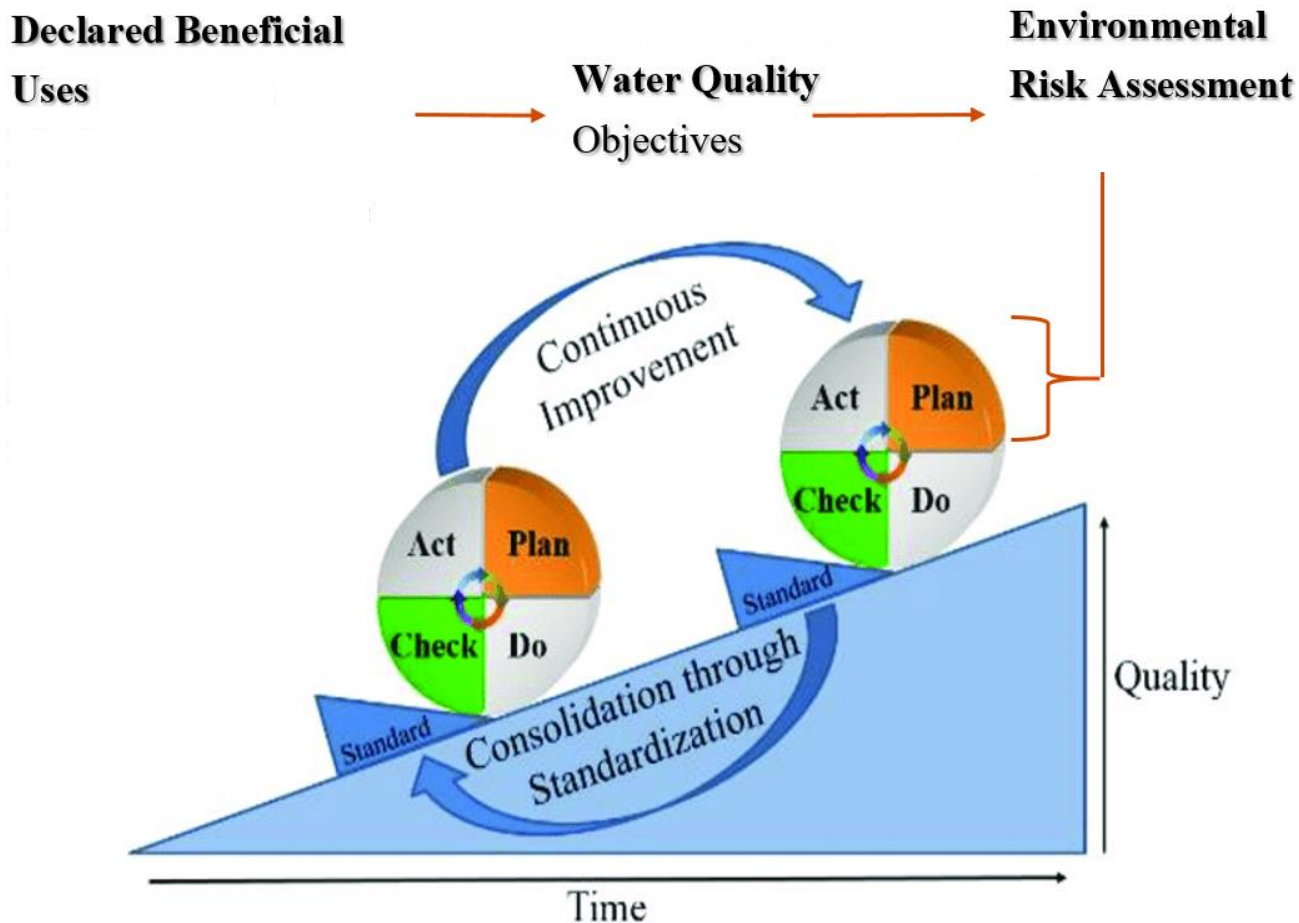 Declared Beneficial
Uses
Water Quality
Objectives
Environmental
Risk Assessment
Continuous
Improvement
Act
Plan
Check
Do
Standard
Act
Plan
Check
Do
Standard
Consolidation through
Standardization
Quality
Time